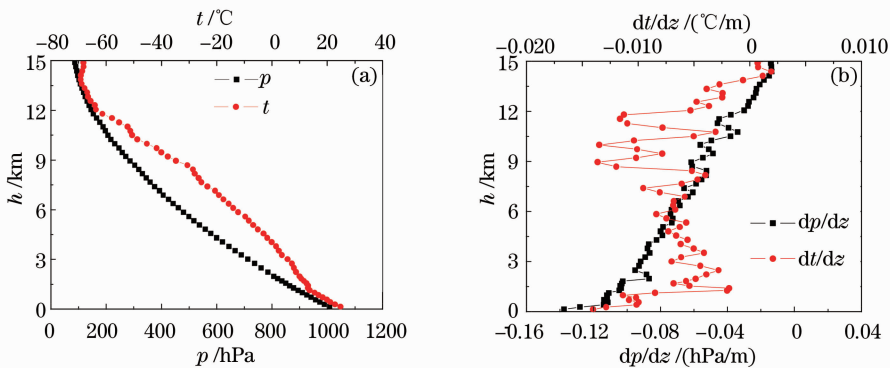 t /℃
−80 −60 −40 −20 0 20 40
15
12
9
6
3
0
h /km
(a)
p
t
0 200 400 600 800 1000 1200
p /hPa
dt/dz /(℃/m)
−0.020 −0.010 0 0.010
15
12
9
6
3
0
h /km
(b)
dp/dz
dt/dz
−0.16 −0.12 −0.08 −0.04 0 0.04
dp/dz /(hPa/m)